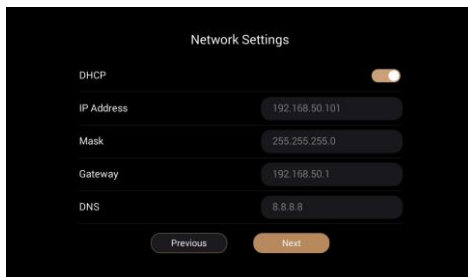 Network Settings
DHCP
IP Address 192.168.50.101
Mask 255.255.255.0
Gateway 192.168.50.1
DNS 8.8.8.8
Previous Next